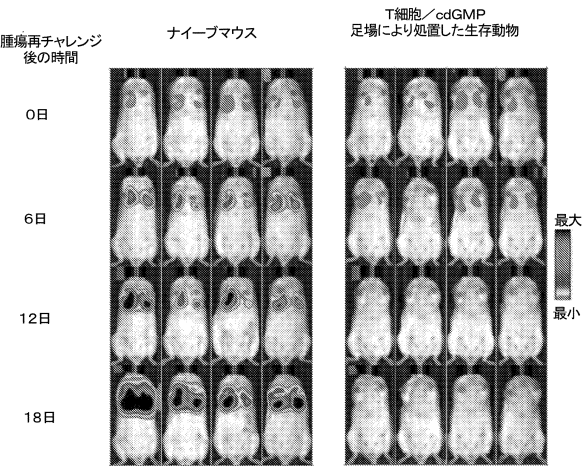 腫瘍再チャレンジ
後の時間
ナイーブマウス
T細胞／cdGMP
足場により処置した生存動物
0日
6日
12日
18日
最大
最小